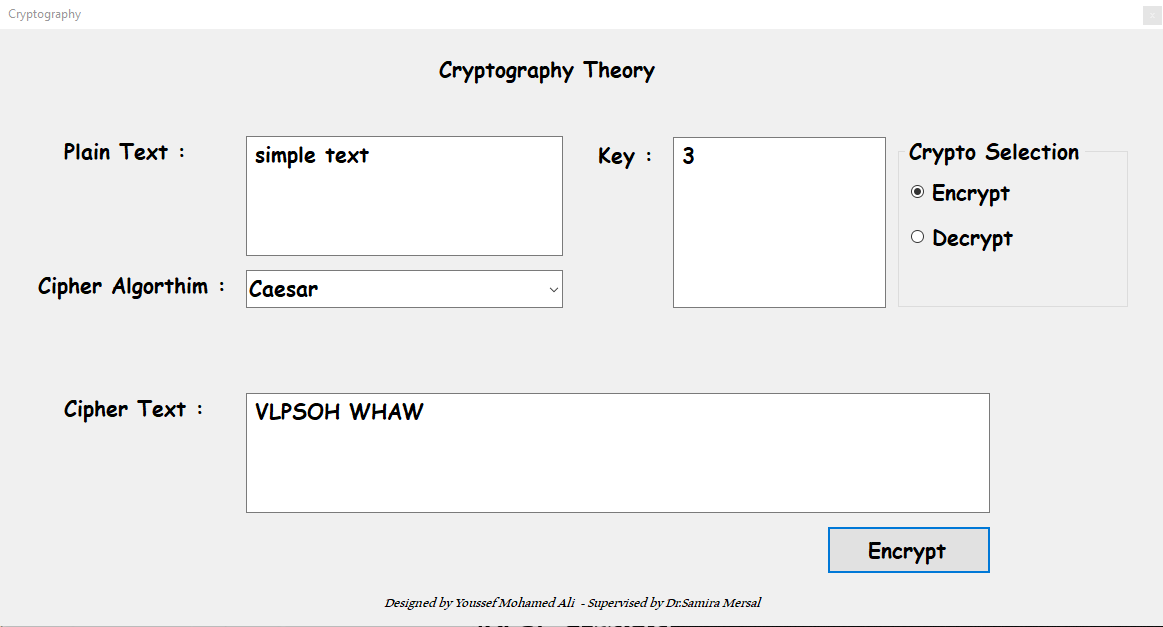 Cryptography
Cryptography Theory
Plain Text :
simple text
Key :
3
Crypto Selection
Encrypt
Decrypt
Cipher Algorthim :
Caesar
Cipher Text :
VLPSOH WHAW
Encrypt
Designed by Youssef Mohamed Ali - Supervised by Dr.Samira Mersal